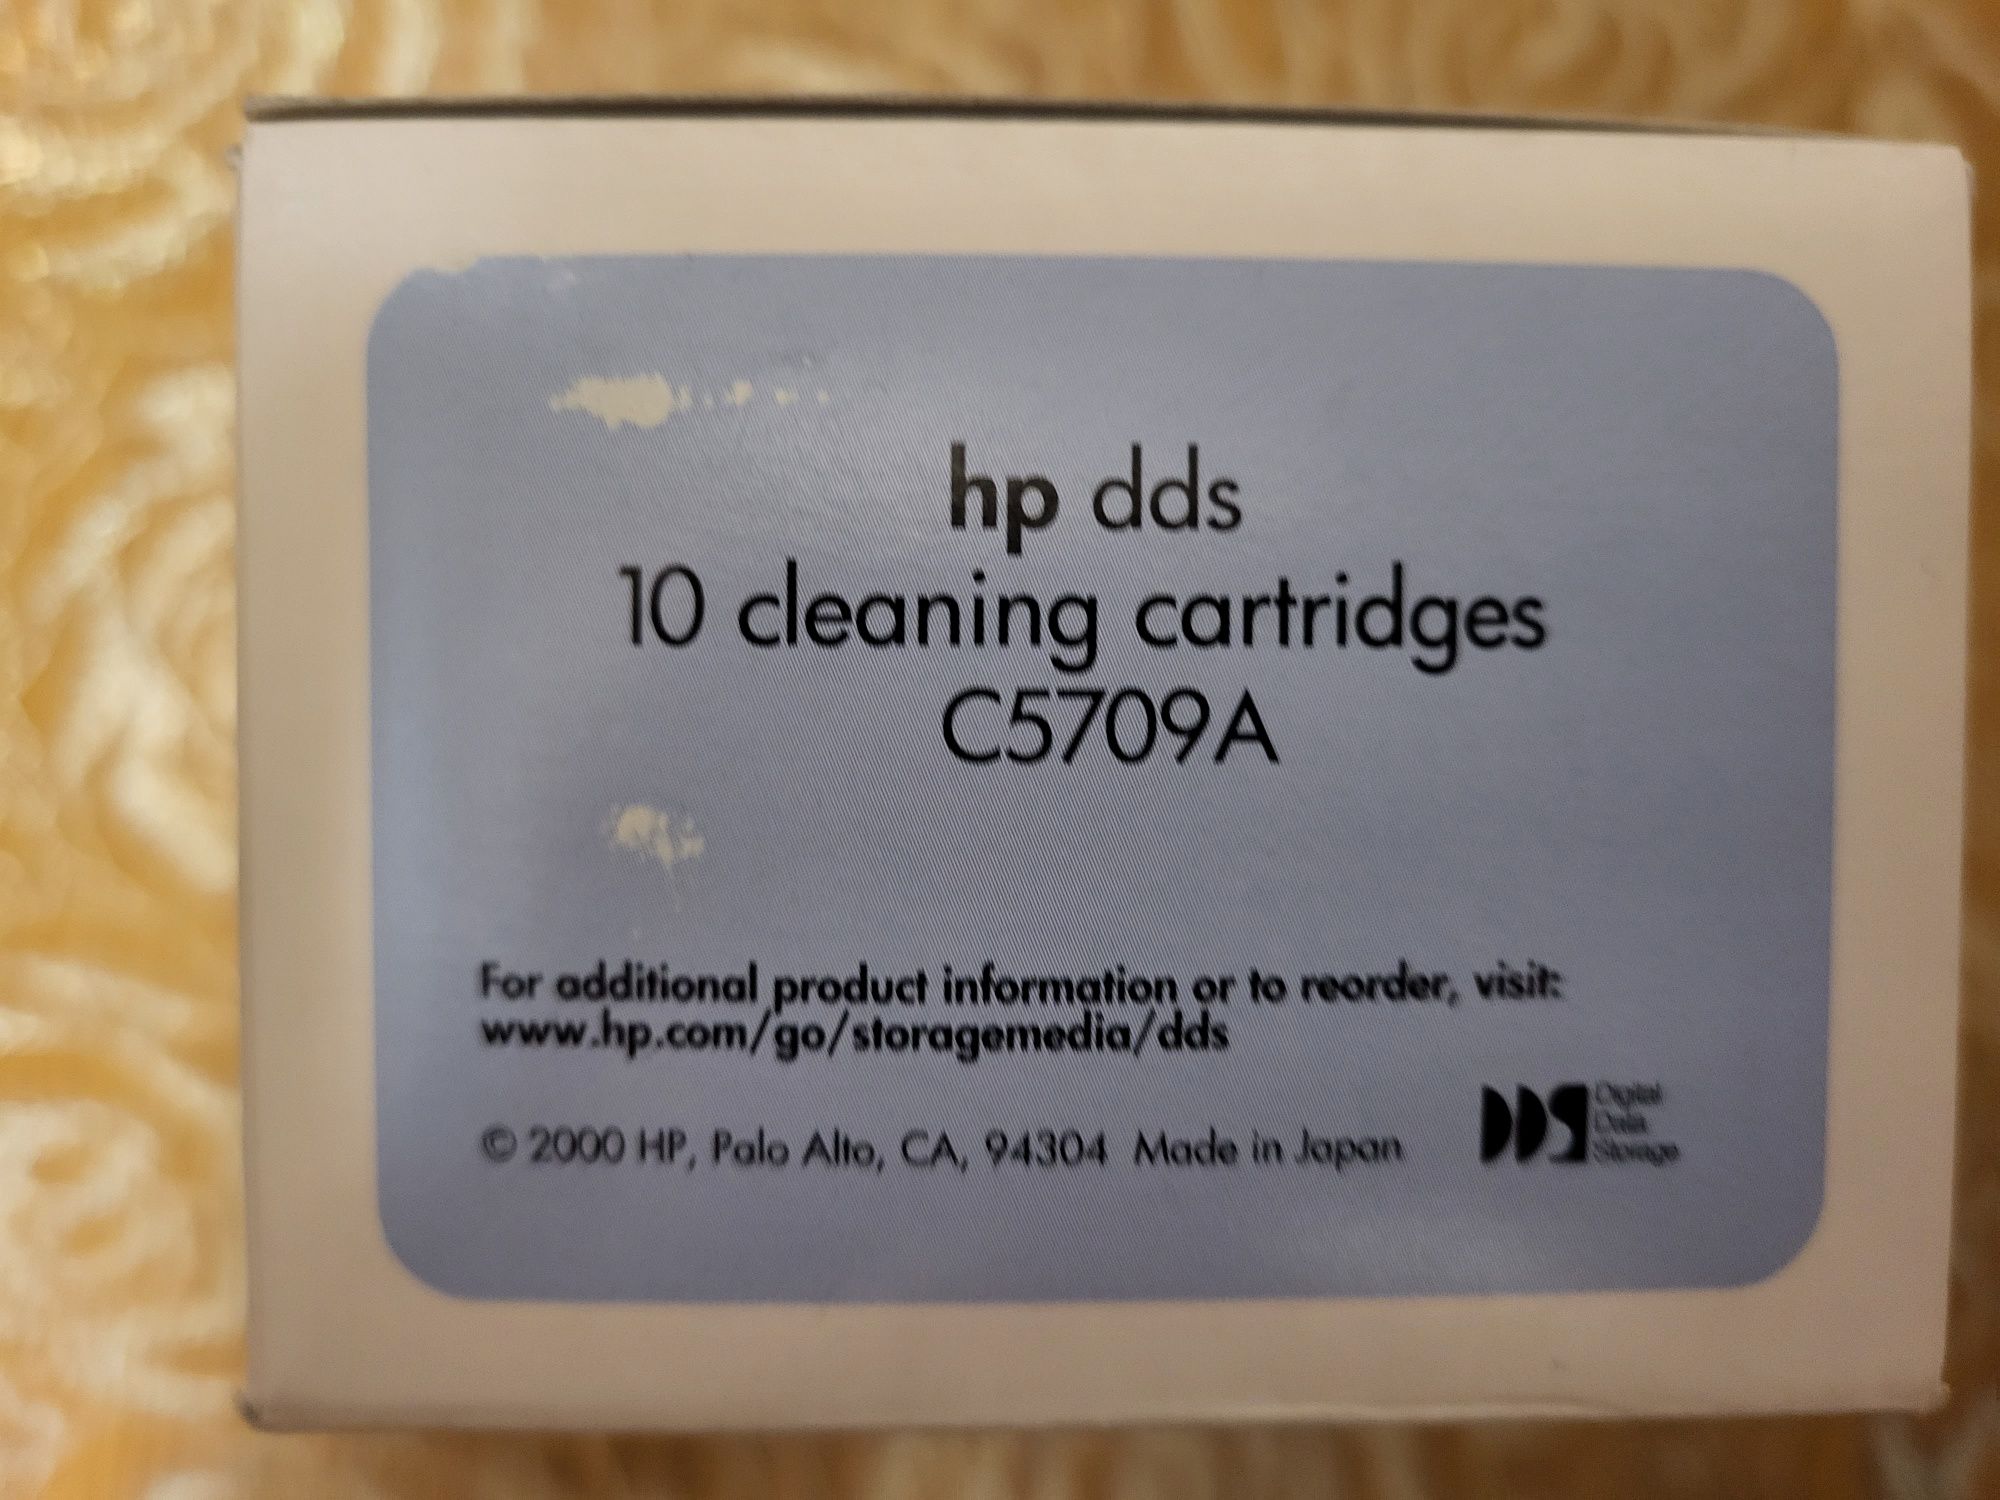 hp dds
10 cleaning cartridges
C5709A
For additional product information or to reorder, visit:
www.hp.com/go/storagemedia/dds
© 2000 HP, Palo Alto, CA, 94304 Made in Japan
DDS
Digital
Data
Storage